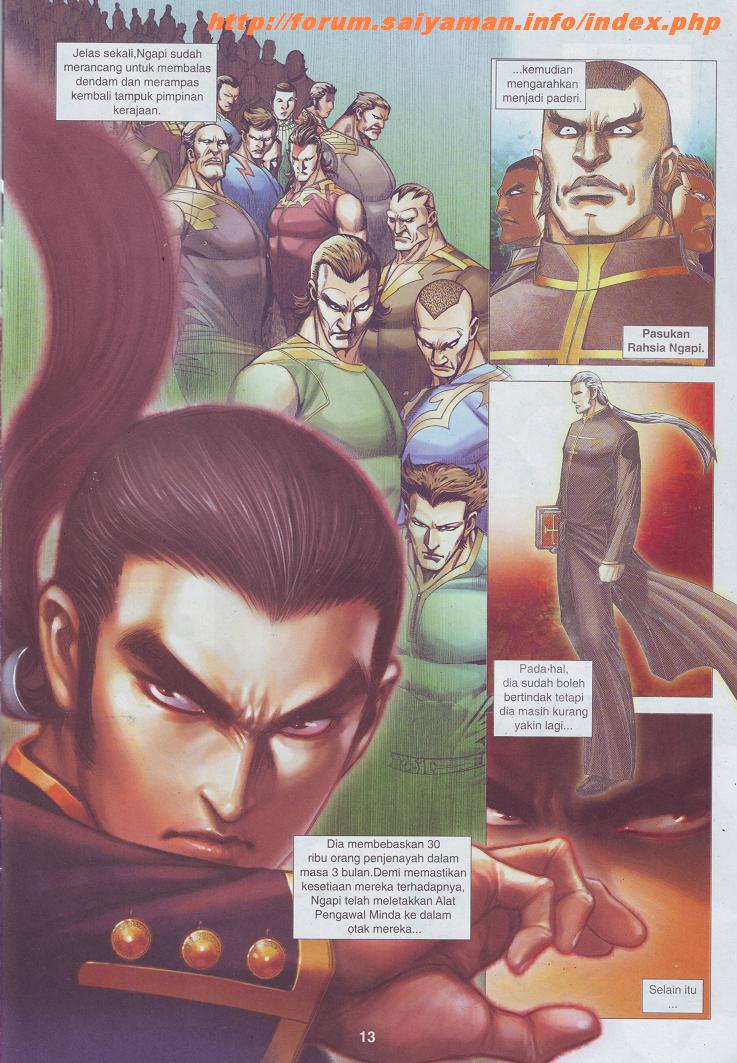 http://forum.saiyaman.info/index.php
Jelas sekali,Ngapi sudah
merancang untuk membalas
dendam dan merampas
kembali tampuk pimpinan
kerajaan.
Dia membebaskan 30
ribu orang penjenayah dalam
masa 3 bulan.Demi memastikan
kesetiaan mereka terhadapnya,
Ngapi telah meletakkan Alat
Pengawal Minda ke dalam
otak mereka...
...kemudian
mengarahkan
menjadi paderi.
Pasukan
Rahsia Ngapi.
Pada hal,
dia sudah boleh
bertindak tetapi
dia masih kurang
yakin lagi...
Selain itu
...
13